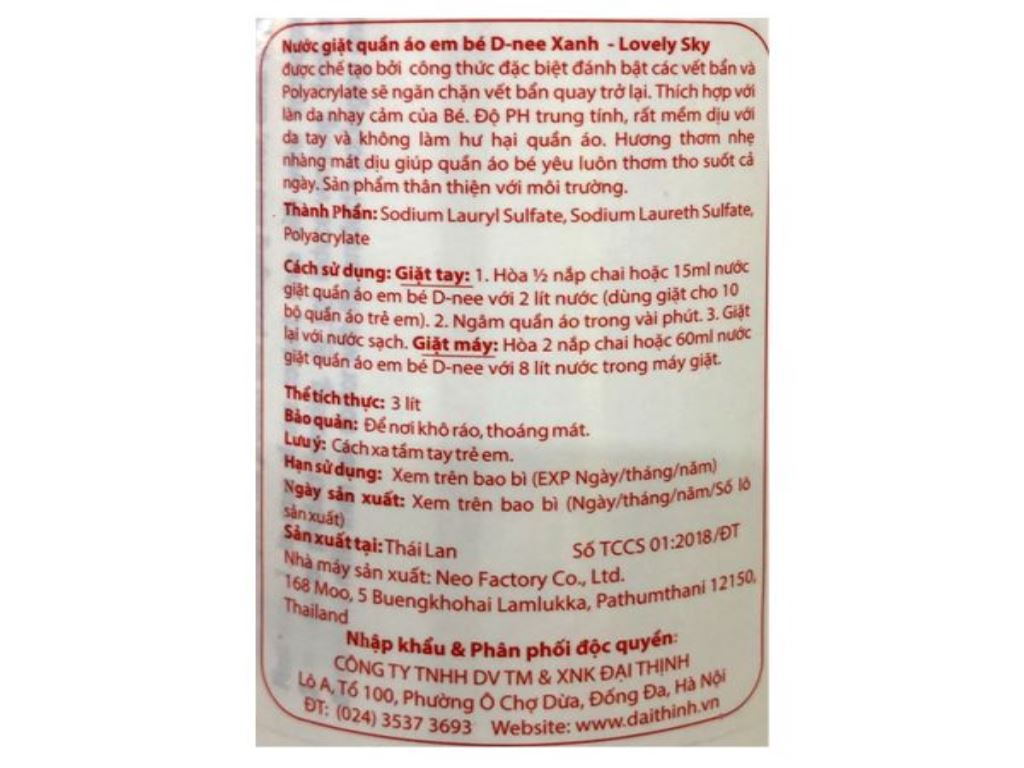 Nước giặt quần áo em bé D-nee Xanh - Lovely Sky
được chế tạo bởi công thức đặc biệt đánh bật các vết bẩn và
Polyacrylate sẽ ngăn chặn vết bẩn quay trở lại. Thích hợp với
làn da nhạy cảm của Bé. Độ PH trung tính, rất mềm dịu với
da tay và không làm hư hại quần áo. Hương thơm nhẹ
nhàng mát dịu giúp quần áo bé yêu luôn thơm tho suốt cả
ngày. Sản phẩm thân thiện với môi trường.
Thành Phần: Sodium Lauryl Sulfate, Sodium Laureth Sulfate,
Polyacrylate
Cách sử dụng: Giặt tay: 1. Hòa ½ nắp chai hoặc 15ml nước
giặt quần áo em bé D-nee với 2 lít nước (dùng giặt cho 10
bộ quần áo trẻ em). 2. Ngâm quần áo trong vài phút. 3. Giặt
lại với nước sạch. Giặt máy: Hòa 2 nắp chai hoặc 60ml nước
giặt quần áo em bé D-nee với 8 lít nước trong máy giặt.
Thể tích thực: 3 lít
Bảo quản: Để nơi khô ráo, thoáng mát.
Lưu ý: Cách xa tầm tay trẻ em.
Hạn sử dụng: Xem trên bao bì (EXP Ngày/tháng/năm)
Ngày sản xuất: Xem trên bao bì (Ngày/tháng/năm/Số lô
sản xuất)
Sản xuất tại: Thái Lan Số TCCS 01:2018/ĐT
Nhà máy sản xuất: Neo Factory Co., Ltd.
168 Moo, 5 Buengkhohai Lamlukka, Pathumthani 12150,
Thailand
Nhập khẩu & Phân phối độc quyền:
CÔNG TY TNHH DV TM & XNK ĐẠI THỊNH
Lô A, Tổ 100, Phường Ô Chợ Dừa, Đống Đa, Hà Nội
ĐT: (024) 3537 3693 Website: www.daithinh.vn